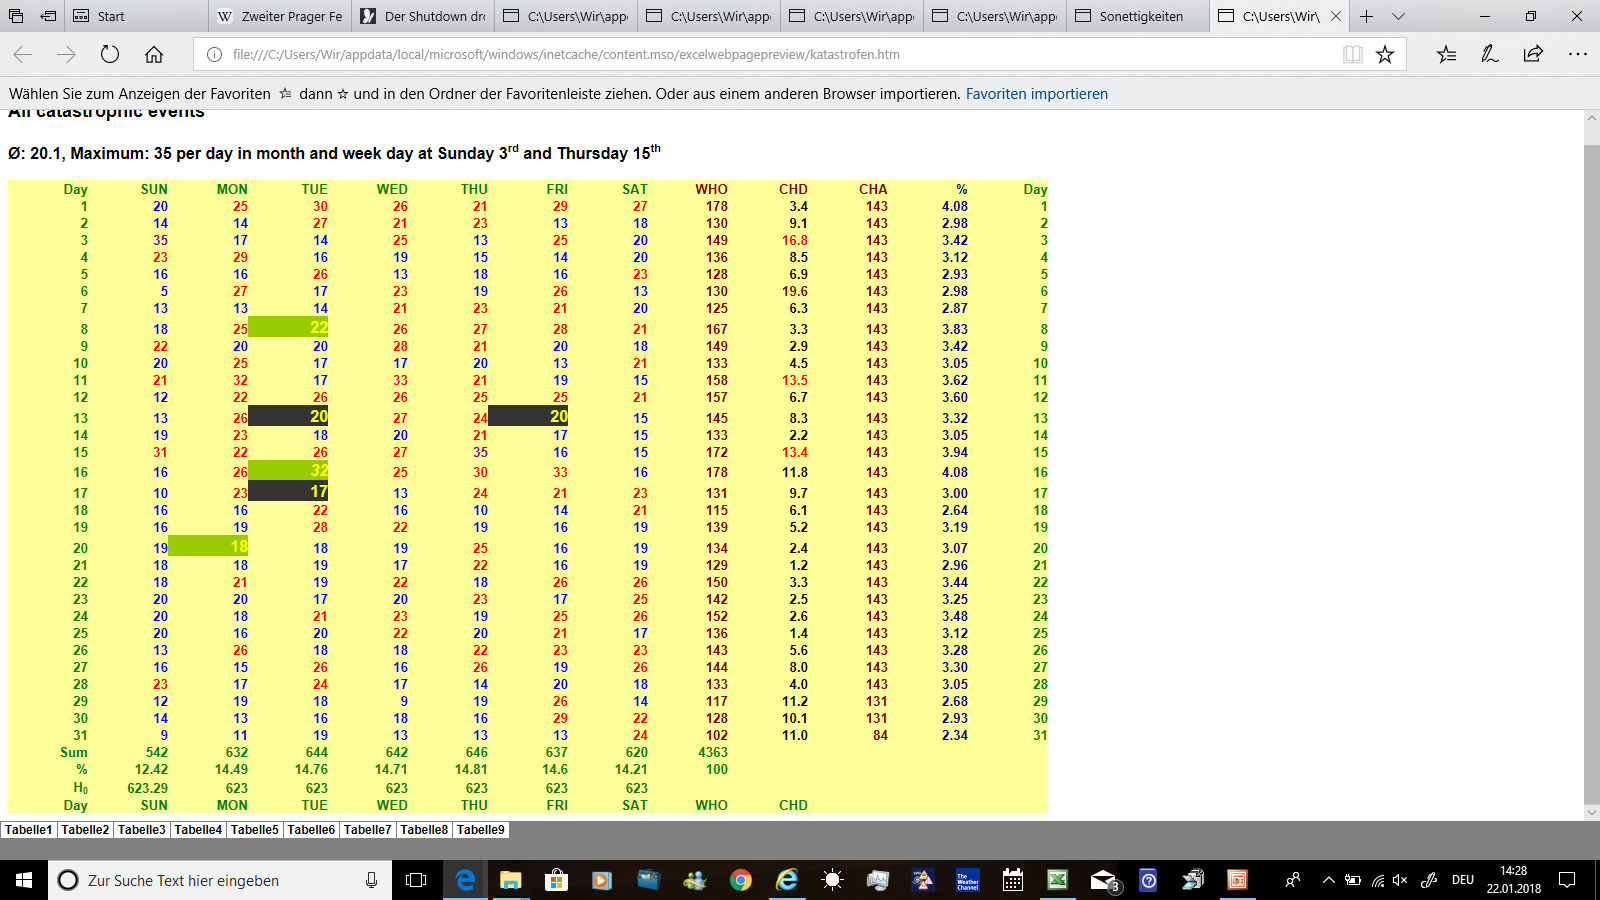 Start Zweiter Prager Fe Der Shutdown dro C:\Users\Wir\appd C:\Users\Wir\appd C:\Users\Wir\appd C:\Users\Wir\appd Sonettigkeiten C:\Users\Wir\
file:///C:/Users/Wir/appdata/local/microsoft/windows/inetcache/content.mso/excelwebpagepreview/katastrofen.htm
Wählen Sie zum Anzeigen der Favoriten dann und in den Ordner der Favoritenleiste ziehen. Oder aus einem anderen Browser importieren. Favoriten importieren
All catastrophic events
Ø: 20.1, Maximum: 35 per day in month and week day at Sunday 3rd and Thursday 15th
Day SUN MON TUE WED THU FRI SAT WHO CHD CHA % Day
1 20 25 30 26 21 29 27 178 3.4 143 4.08 1
2 14 14 27 21 23 13 18 130 9.1 143 2.98 2
3 35 17 14 25 13 25 20 149 16.8 143 3.42 3
4 23 29 16 19 15 14 20 136 8.5 143 3.12 4
5 16 16 26 13 18 16 23 128 6.9 143 2.93 5
6 5 27 17 23 19 26 13 130 19.6 143 2.98 6
7 13 13 14 21 23 21 20 125 6.3 143 2.87 7
8 18 25 22 26 27 28 21 167 3.3 143 3.83 8
9 22 20 20 28 21 20 18 149 2.9 143 3.42 9
10 20 25 17 17 20 13 21 133 4.5 143 3.05 10
11 21 32 17 33 21 19 15 158 13.5 143 3.62 11
12 12 22 26 26 25 25 21 157 6.7 143 3.60 12
13 13 26 20 27 24 20 15 145 8.3 143 3.32 13
14 19 23 18 20 21 17 15 133 2.2 143 3.05 14
15 31 22 26 27 35 16 15 172 13.4 143 3.94 15
16 16 26 32 25 30 33 16 178 11.8 143 4.08 16
17 10 23 17 13 24 21 23 131 9.7 143 3.00 17
18 16 16 22 16 10 14 21 115 6.1 143 2.64 18
19 16 19 28 22 19 16 19 139 5.2 143 3.19 19
20 19 18 18 19 25 16 19 134 2.4 143 3.07 20
21 18 18 19 17 22 16 19 129 1.2 143 2.96 21
22 18 21 19 22 18 26 26 150 3.3 143 3.44 22
23 20 20 17 20 23 17 25 142 2.5 143 3.25 23
24 20 18 21 23 19 25 26 152 2.6 143 3.48 24
25 20 16 20 22 20 21 17 136 1.4 143 3.12 25
26 13 26 18 18 22 23 23 143 5.6 143 3.28 26
27 16 15 26 16 26 19 26 144 8.0 143 3.30 27
28 23 17 24 17 14 20 18 133 4.0 143 3.05 28
29 12 19 18 9 19 26 14 117 11.2 131 2.68 29
30 14 13 16 18 16 29 22 128 10.1 131 2.93 30
31 9 11 19 13 13 13 24 102 11.0 84 2.34 31
Sum 542 632 644 642 646 637 620 4363
% 12.42 14.49 14.76 14.71 14.81 14.6 14.21 100
H0 623.29 623 623 623 623 623 623
Day SUN MON TUE WED THU FRI SAT WHO CHD
Tabelle1 Tabelle2 Tabelle3 Tabelle4 Tabelle5 Tabelle6 Tabelle7 Tabelle8 Tabelle9
Zur Suche Text hier eingeben The Weather Channel 3 DEU 14:28
22.01.2018